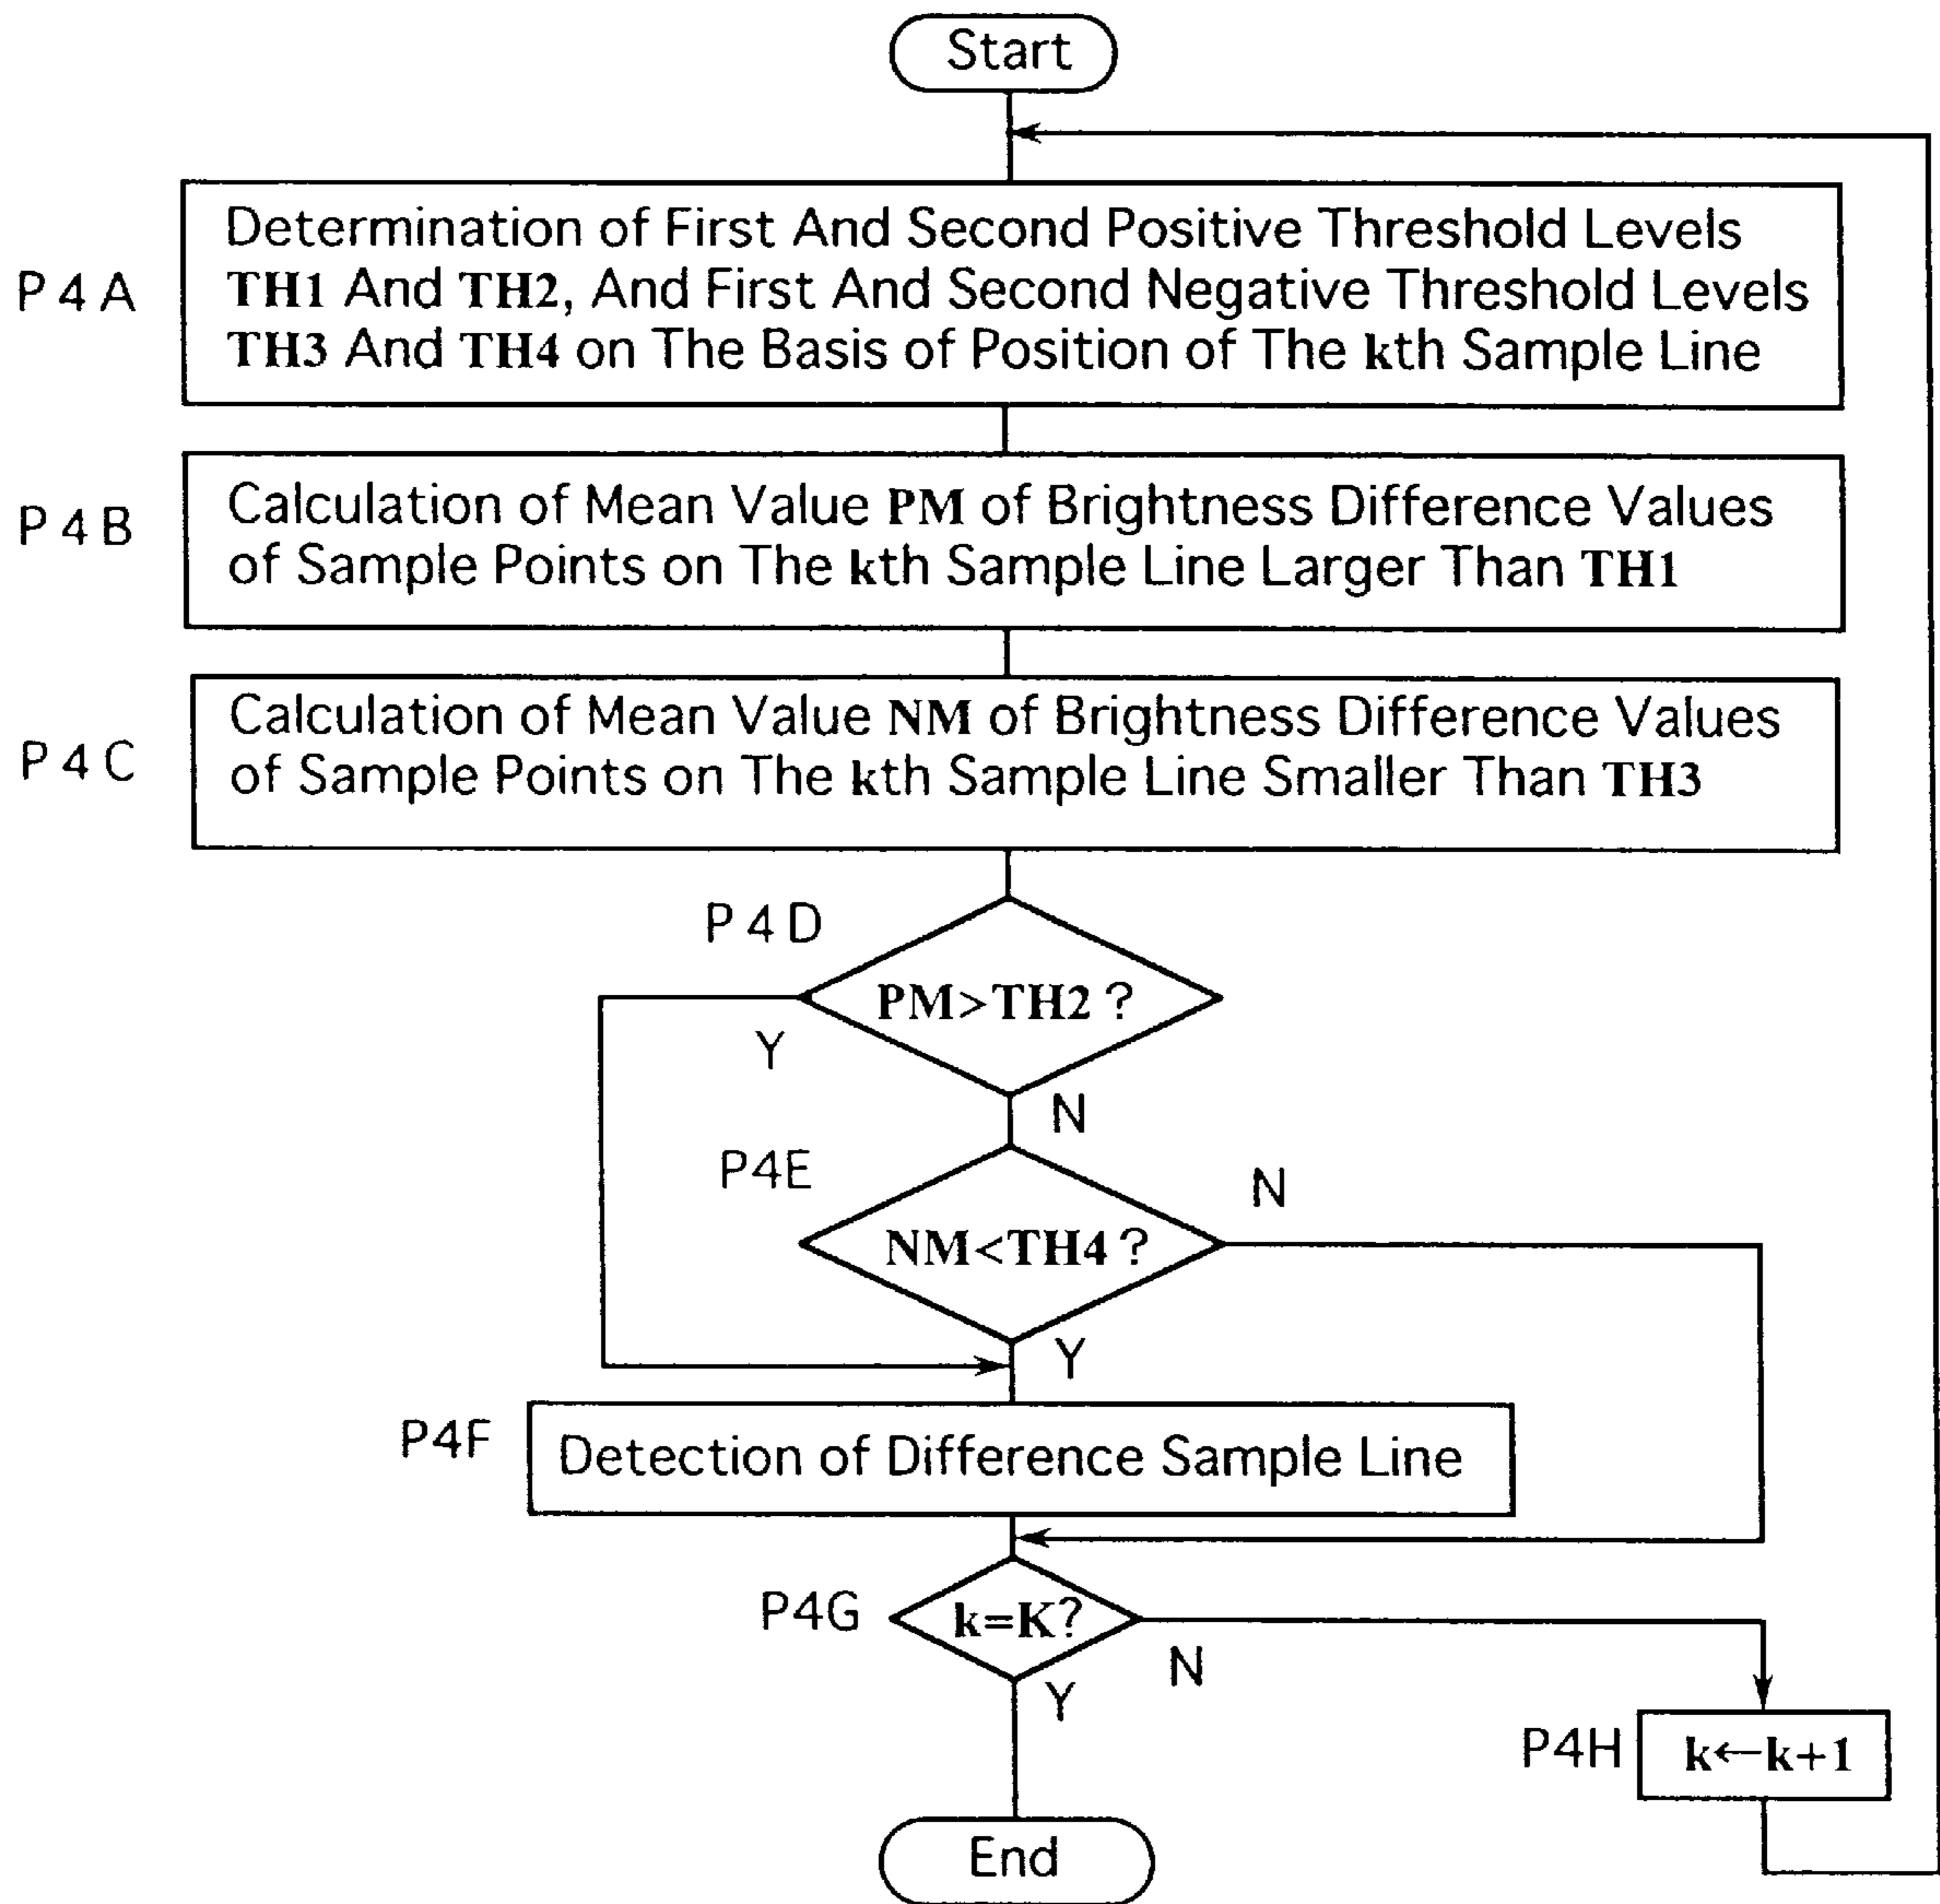 Start
P4A
Determination of First And Second Positive Threshold Levels
TH1 And TH2, And First And Second Negative Threshold Levels
TH3 And TH4 on The Basis of Position of The kth Sample Line
P4B
Calculation of Mean Value PM of Brightness Difference Values
of Sample Points on The kth Sample Line Larger Than TH1
P4C
Calculation of Mean Value NM of Brightness Difference Values
of Sample Points on The kth Sample Line Smaller Than TH3
P4D
PM>TH2?
Y
N
P4E
N
NM<TH4?
Y
P4F
Detection of Difference Sample Line
P4G
k=K?
N
Y
P4H
k←k+1
End